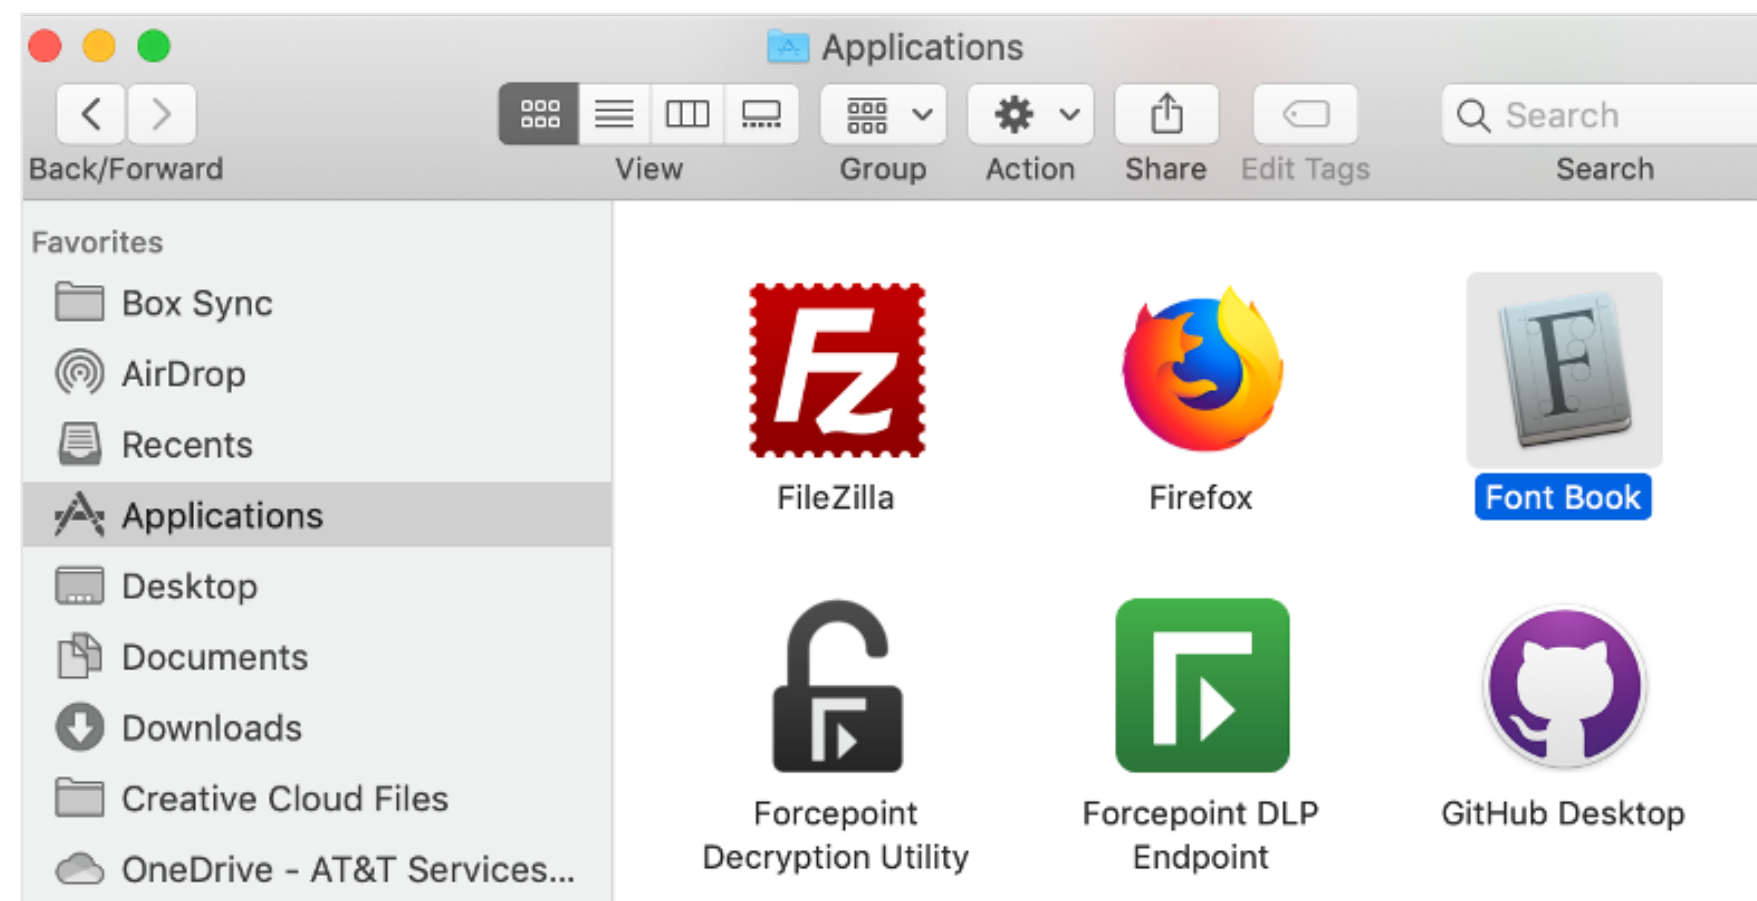 Applications
Back/Forward
View
Group
Action
Share
Edit Tags
Search
Search
Favorites
Box Sync
AirDrop
Recents
Applications
Desktop
Documents
Downloads
Creative Cloud Files
OneDrive - AT&T Services...
Fz
FileZilla
Firefox
F
Font Book
Forcepoint
Decryption Utility
Forcepoint DLP
Endpoint
GitHub Desktop